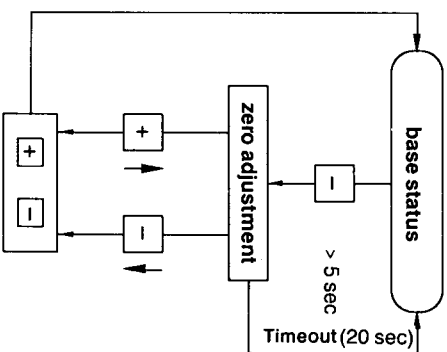 base status
−
> 5 sec
Timeout (20 sec)
zero adjustment
+
−
+ −